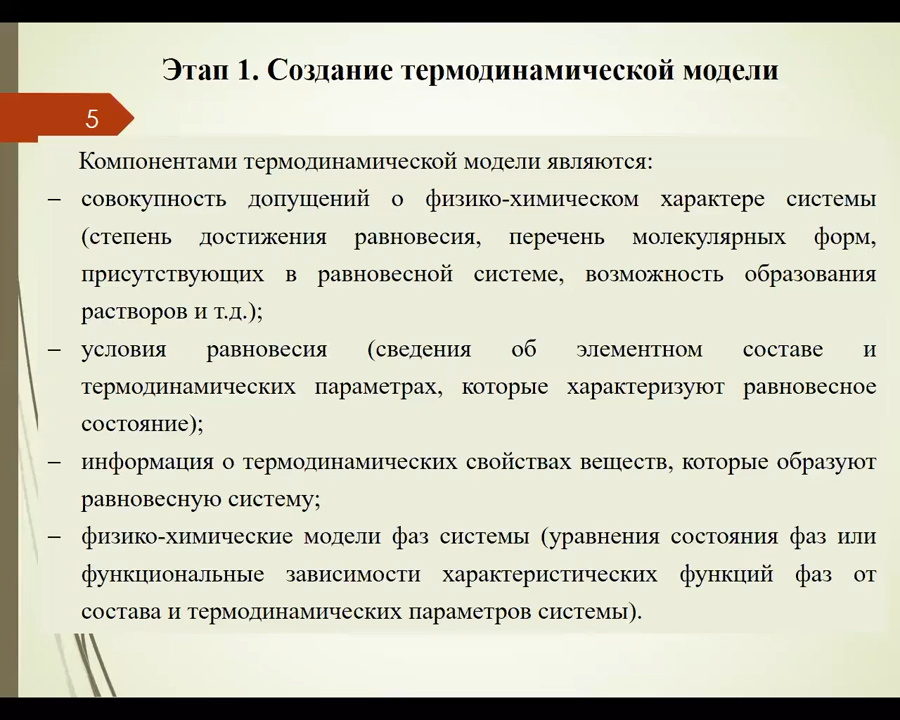 Этап 1. Создание термодинамической модели
5
Компонентами термодинамической модели являются:
– совокупность допущений о физико-химическом характере системы
(степень достижения равновесия, перечень молекулярных форм,
присутствующих в равновесной системе, возможность образования
растворов и т.д.);
– условия равновесия (сведения об элементном составе и
термодинамических параметрах, которые характеризуют равновесное
состояние);
– информация о термодинамических свойствах веществ, которые образуют
равновесную систему;
– физико-химические модели фаз системы (уравнения состояния фаз или
функциональные зависимости характеристических функций фаз от
состава и термодинамических параметров системы).